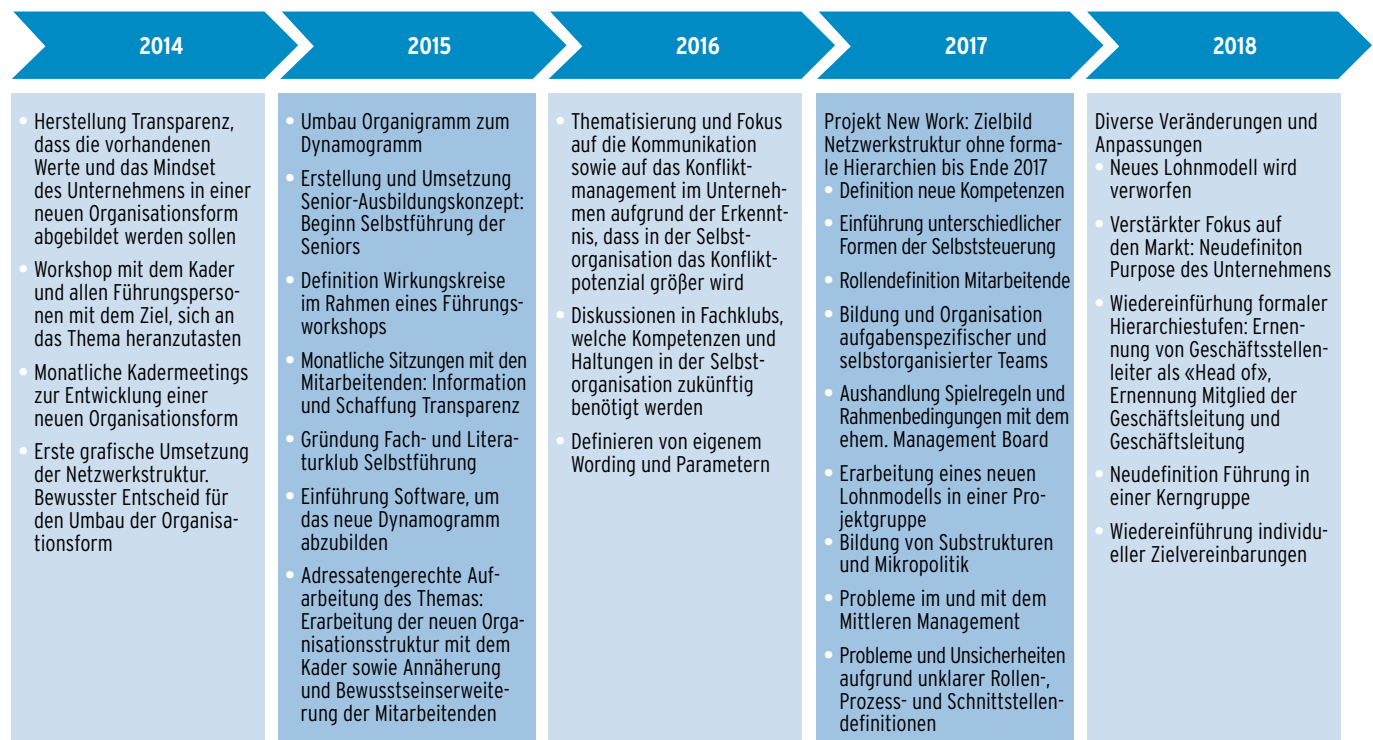 2014
2015
2016
2017
2018
• Herstellung Transparenz,
dass die vorhandenen
Werte und das Mindset
des Unternehmens in einer
neuen Organisationsform
abgebildet werden sollen
• Workshop mit dem Kader
und allen Führungsperso-
nen mit dem Ziel, sich an
das Thema heranzutasten
• Monatliche Kadermeetings
zur Entwicklung einer
neuen Organisationsform
• Erste grafische Umsetzung
der Netzwerkstruktur.
Bewusster Entscheid für
den Umbau der Organisa-
tionsform
• Umbau Organigramm zum
Dynamogramm
• Erstellung und Umsetzung
Senior-Ausbildungskonzept:
Beginn Selbstführung der
Seniors
• Definition Wirkungskreise
im Rahmen eines Führungs-
workshops
• Monatliche Sitzungen mit den
Mitarbeitenden: Information
und Schaffung Transparenz
• Gründung Fach- und Litera-
turklub Selbstführung
• Einführung Software, um
das neue Dynamogramm
abzubilden
• Adressatengerechte Auf-
arbeitung des Themas:
Erarbeitung der neuen Orga-
nisationsstruktur mit dem
Kader sowie Annäherung
und Bewusstseinserweite-
rung der Mitarbeitenden
• Thematisierung und Fokus
auf die Kommunikation
sowie auf das Konflikt-
management im Unterneh-
men aufgrund der Erkennt-
nis, dass in der Selbst-
organisation das Konflikt-
potenzial größer wird
• Diskussionen in Fachklubs,
welche Kompetenzen und
Haltungen in der Selbst-
organisation zukünftig
benötigt werden
• Definieren von eigenem
Wording und Parametern
Projekt New Work: Zielbild
Netzwerkstruktur ohne forma-
le Hierarchien bis Ende 2017
• Definition neue Kompetenzen
• Einführung unterschiedlicher
Formen der Selbststeuerung
• Rollendefinition Mitarbeitende
• Bildung und Organisation
aufgabenspezifischer und
selbstorganisierter Teams
• Aushandlung Spielregeln und
Rahmenbedingungen mit dem
ehem. Management Board
• Erarbeitung eines neuen
Lohnmodells in einer Pro-
jektgruppe
• Bildung von Substrukturen
und Mikropolitik
• Probleme im und mit dem
Mittleren Management
• Probleme und Unsicherheiten
aufgrund unklarer Rollen-,
Prozess- und Schnittstellen-
definitionen
Diverse Veränderungen und
Anpassungen
• Neues Lohnmodell wird
verworfen
• Verstärkter Fokus auf
den Markt: Neudefiniton
Purpose des Unternehmens
• Wiedereinfürhung formaler
Hierarchiestufen: Ernen-
nung von Geschäftsstellen-
leiter als «Head of»,
Ernennung Mitglied der
Geschäftsleitung und
Geschäftsleitung
• Neudefinition Führung in
einer Kerngruppe
• Wiedereinführung individu-
eller Zielvereinbarungen